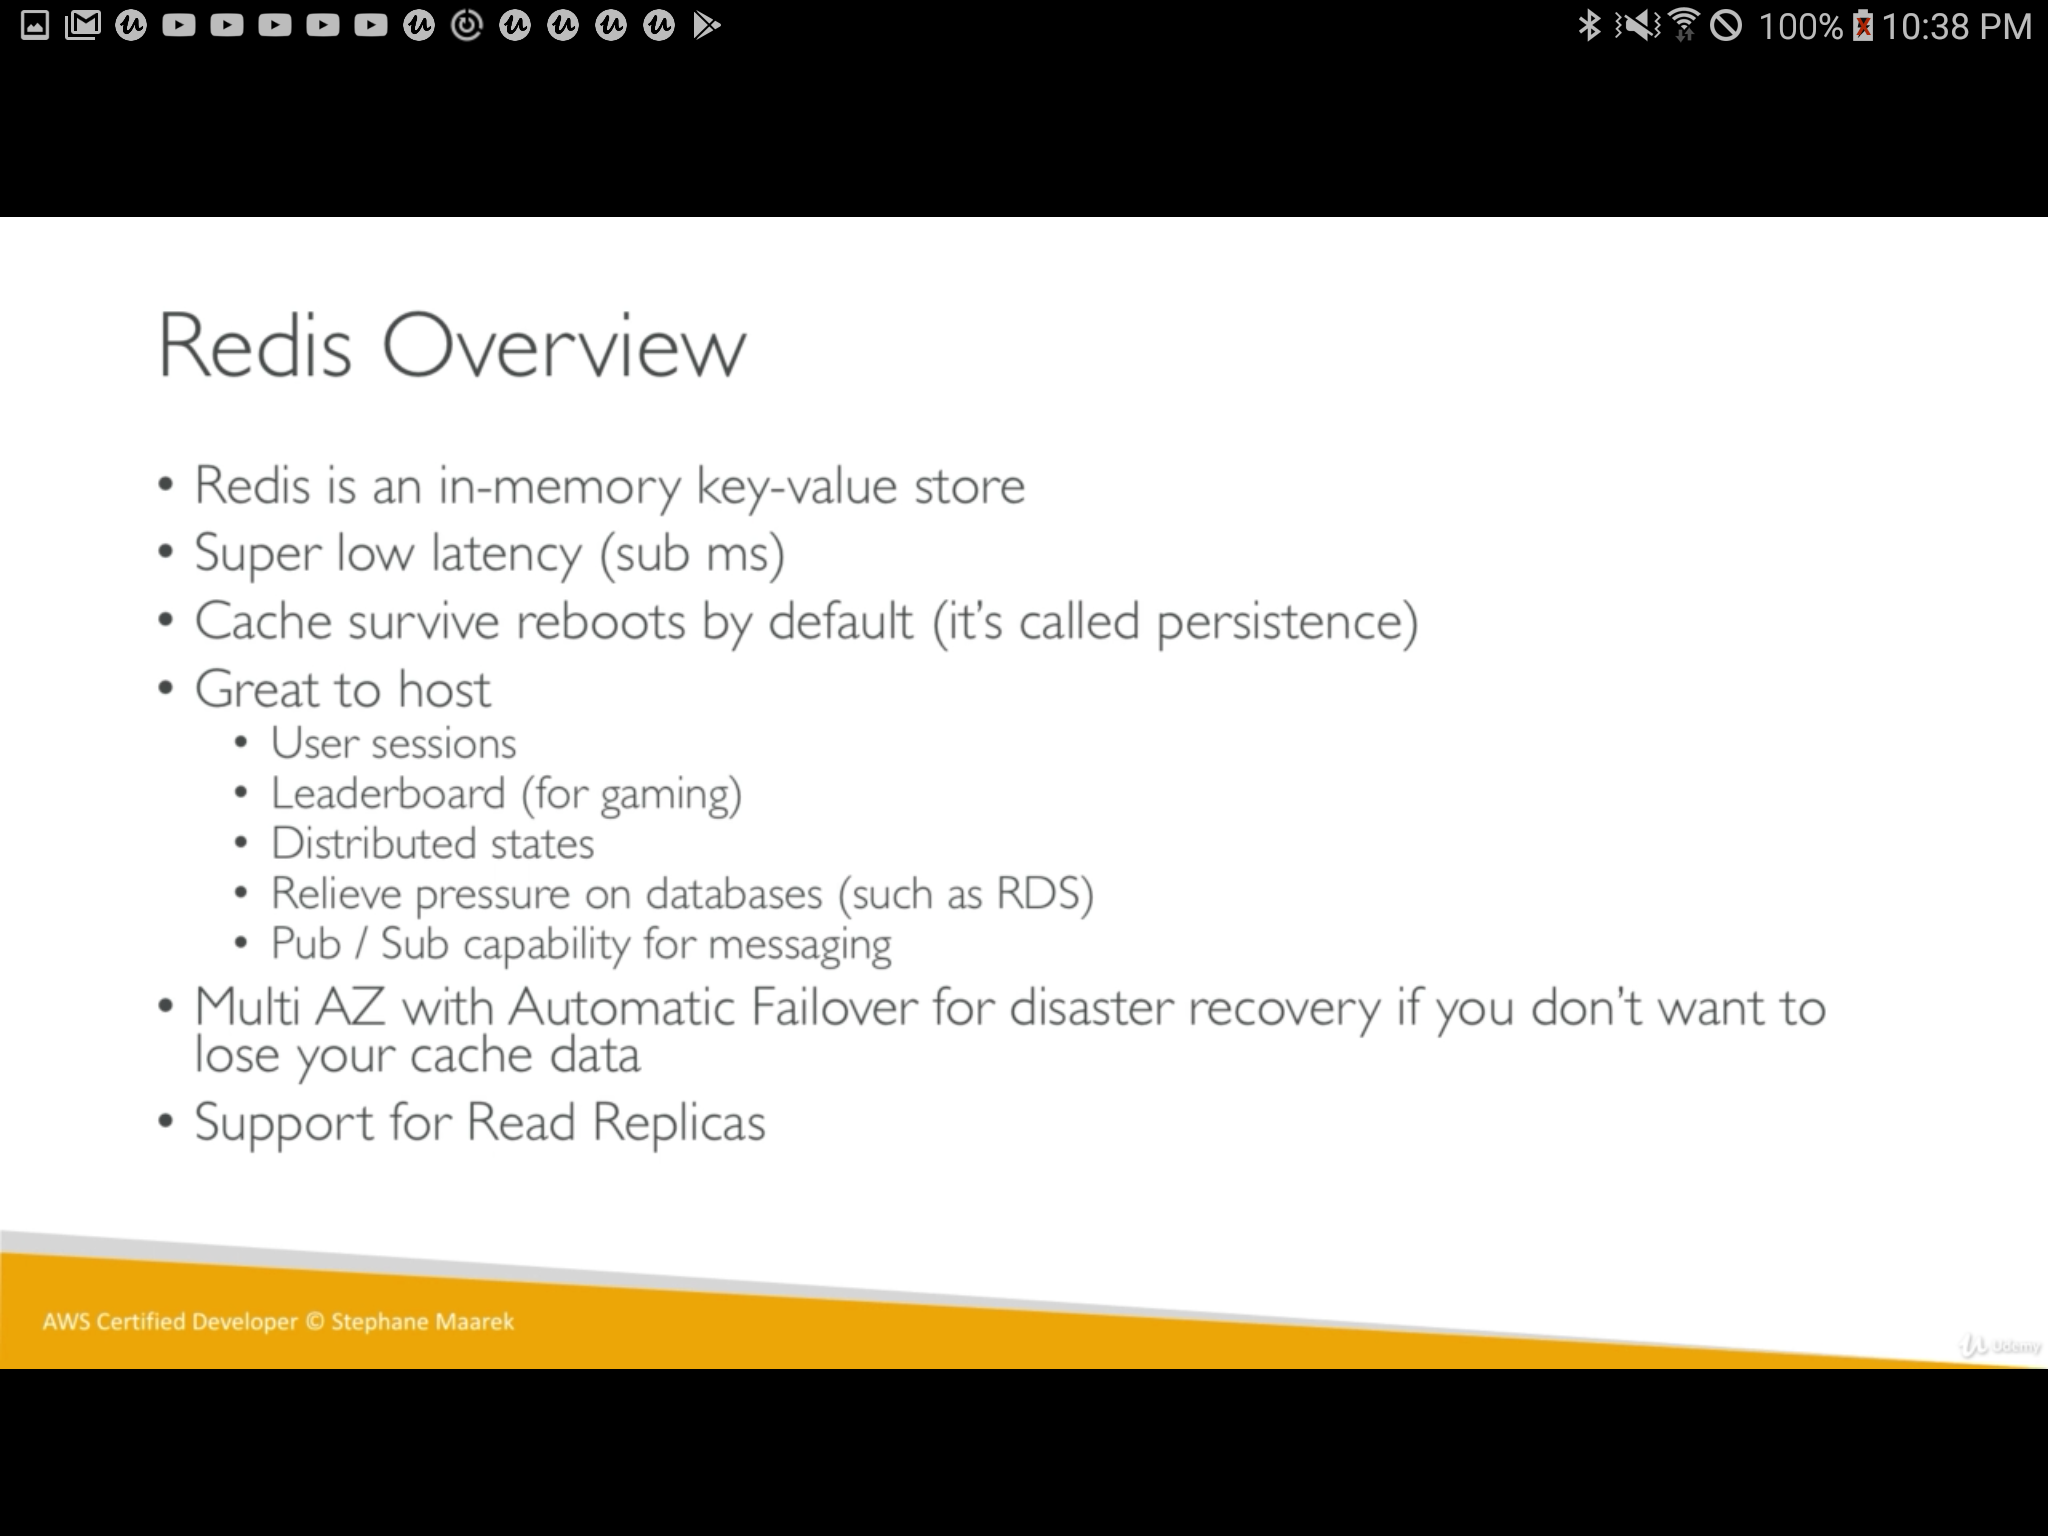 100% 10:38 PM
Redis Overview
• Redis is an in-memory key-value store
• Super low latency (sub ms)
• Cache survive reboots by default (it's called persistence)
• Great to host
• User sessions
• Leaderboard (for gaming)
• Distributed states
• Relieve pressure on databases (such as RDS)
• Pub / Sub capability for messaging
• Multi AZ with Automatic Failover for disaster recovery if you don't want to
lose your cache data
• Support for Read Replicas
AWS Certified Developer © Stephane Maarek
Udemy